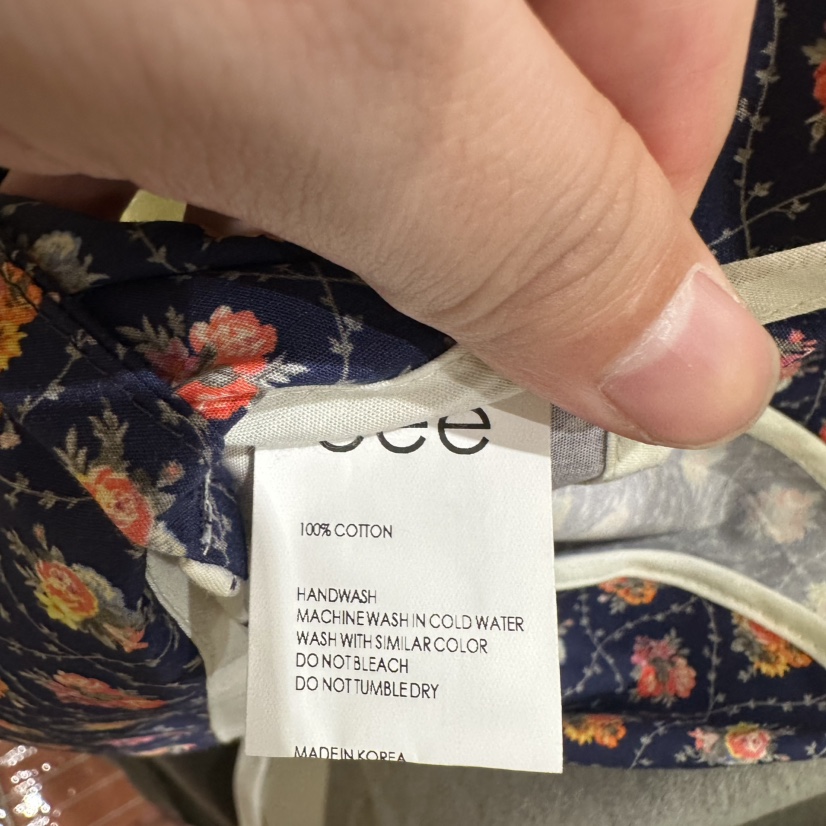 see
100% COTTON
HANDWASH
MACHINE WASH IN COLD WATER
WASH WITH SIMILAR COLOR
DO NOT BLEACH
DO NOT TUMBLE DRY
MADE IN KOREA